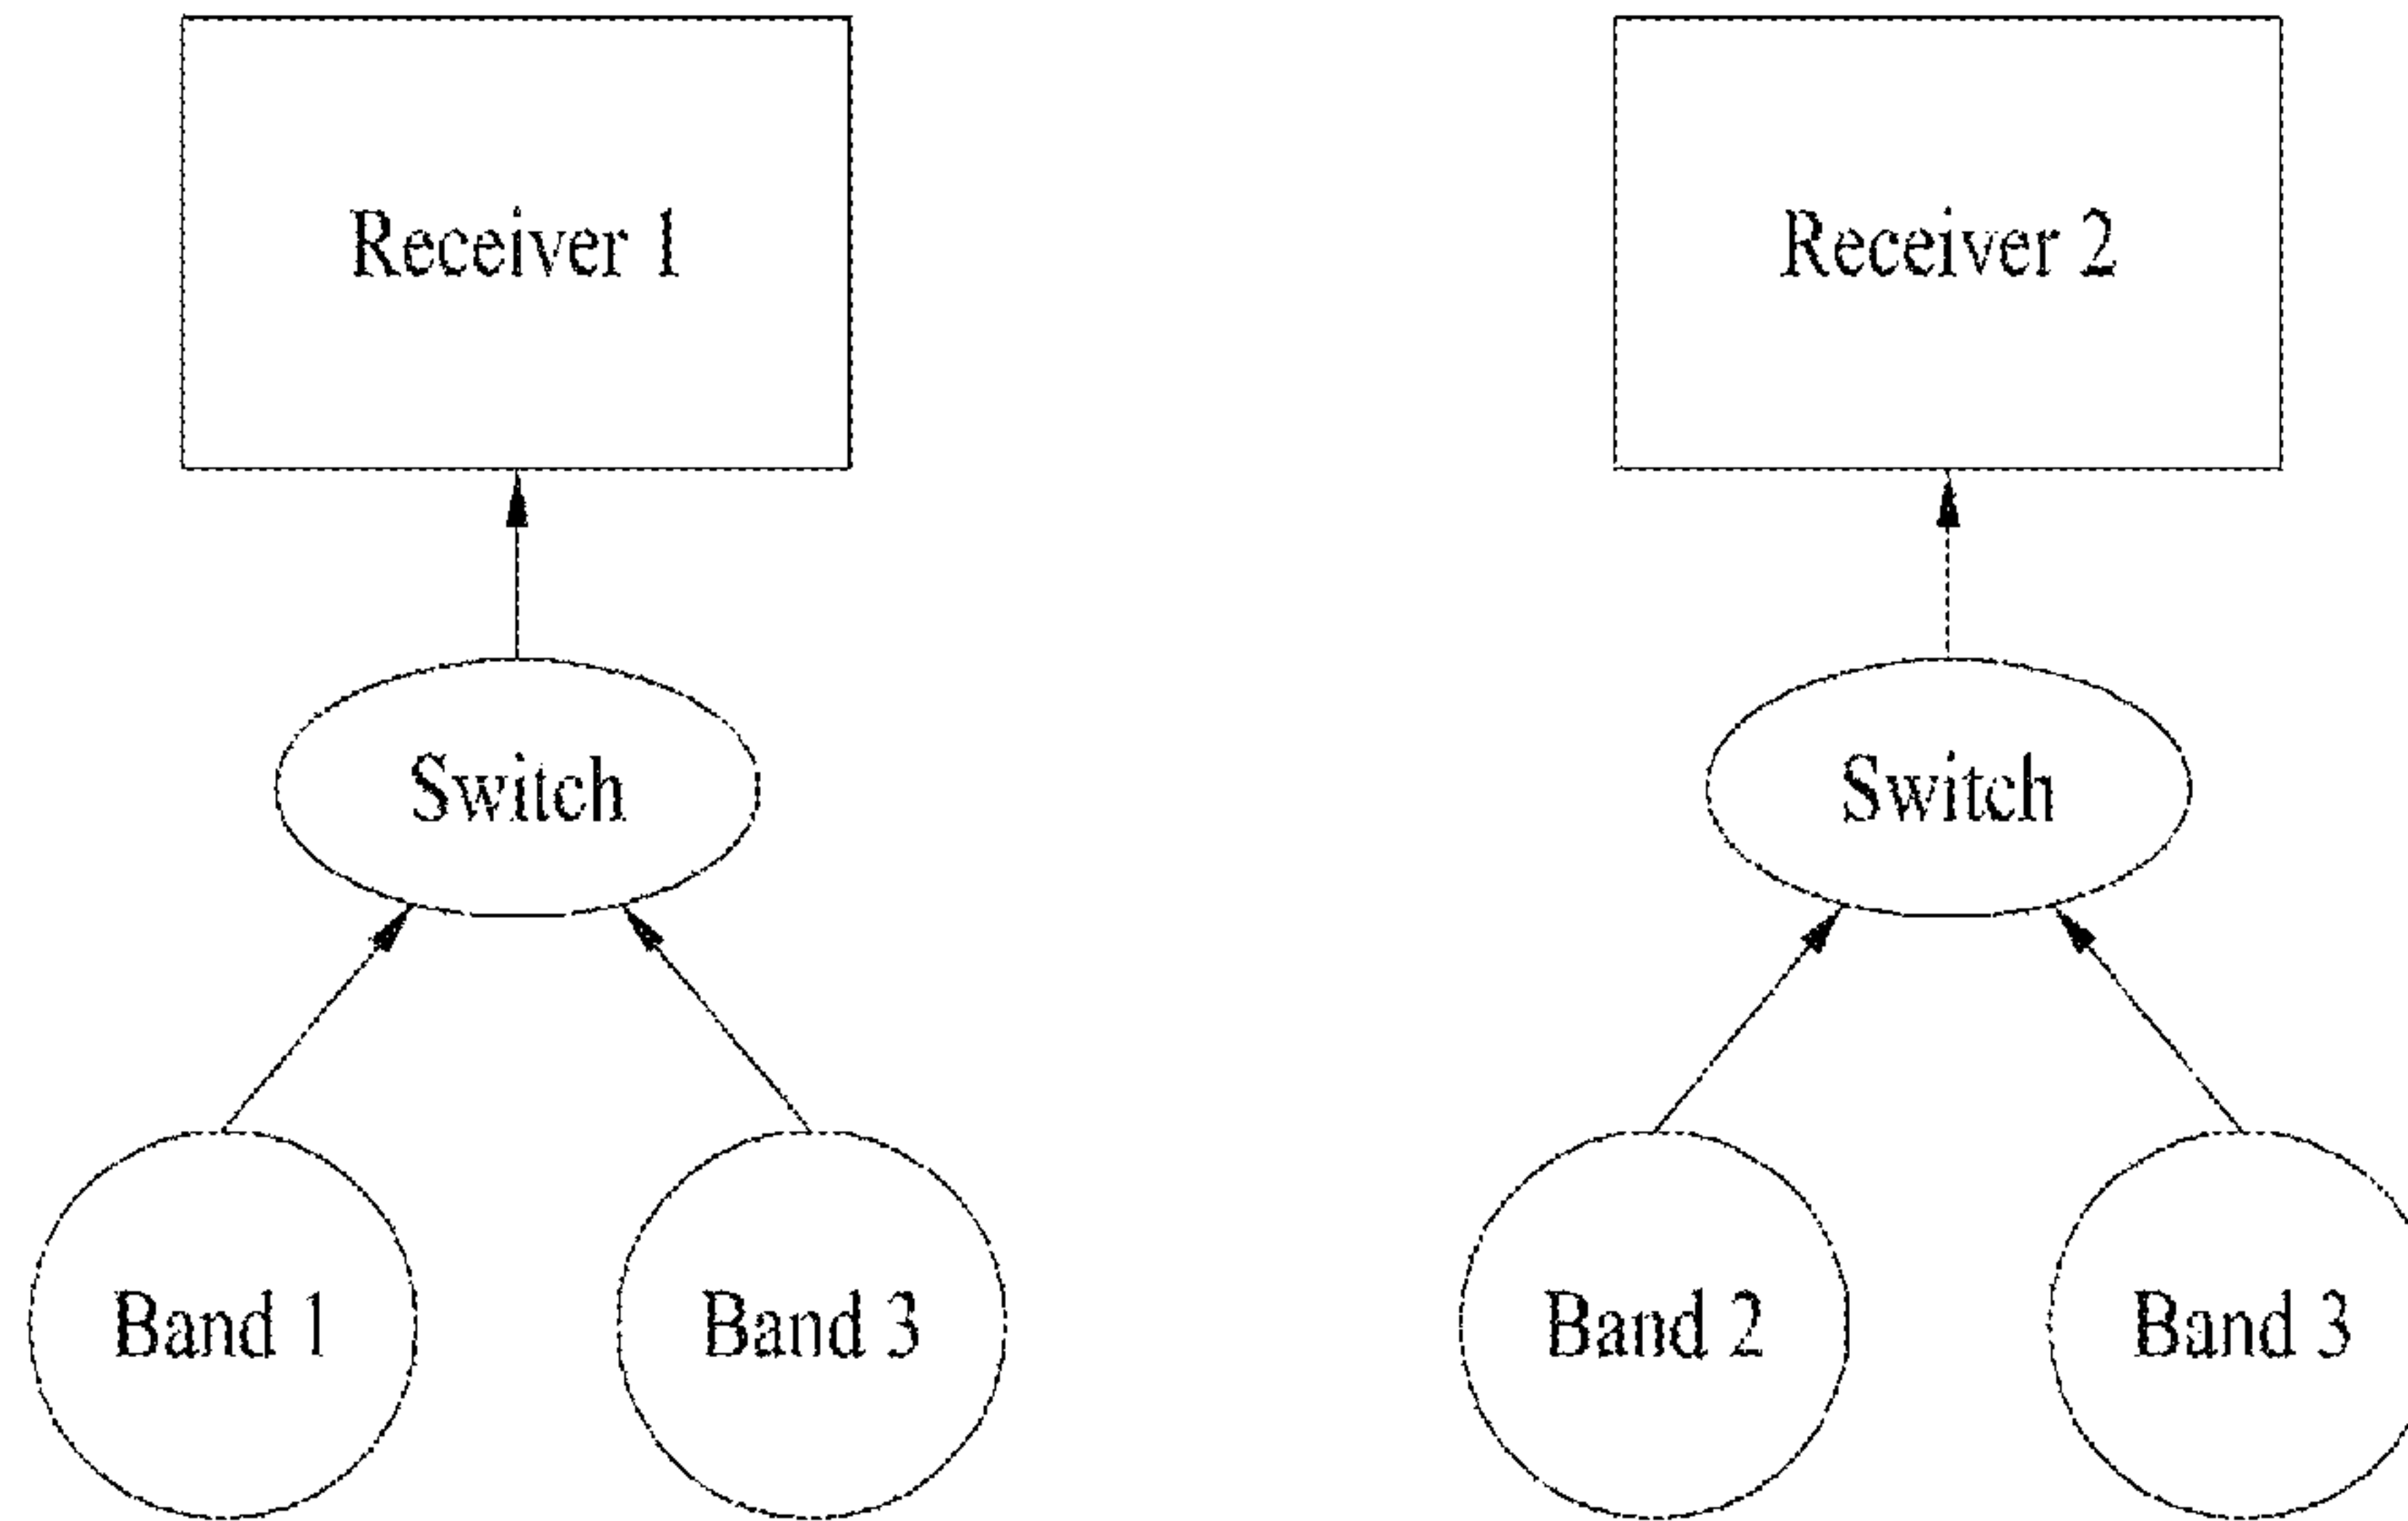 Receiver 1
Receiver 2
Switch
Switch
Band 1
Band 3
Band 2
Band 3